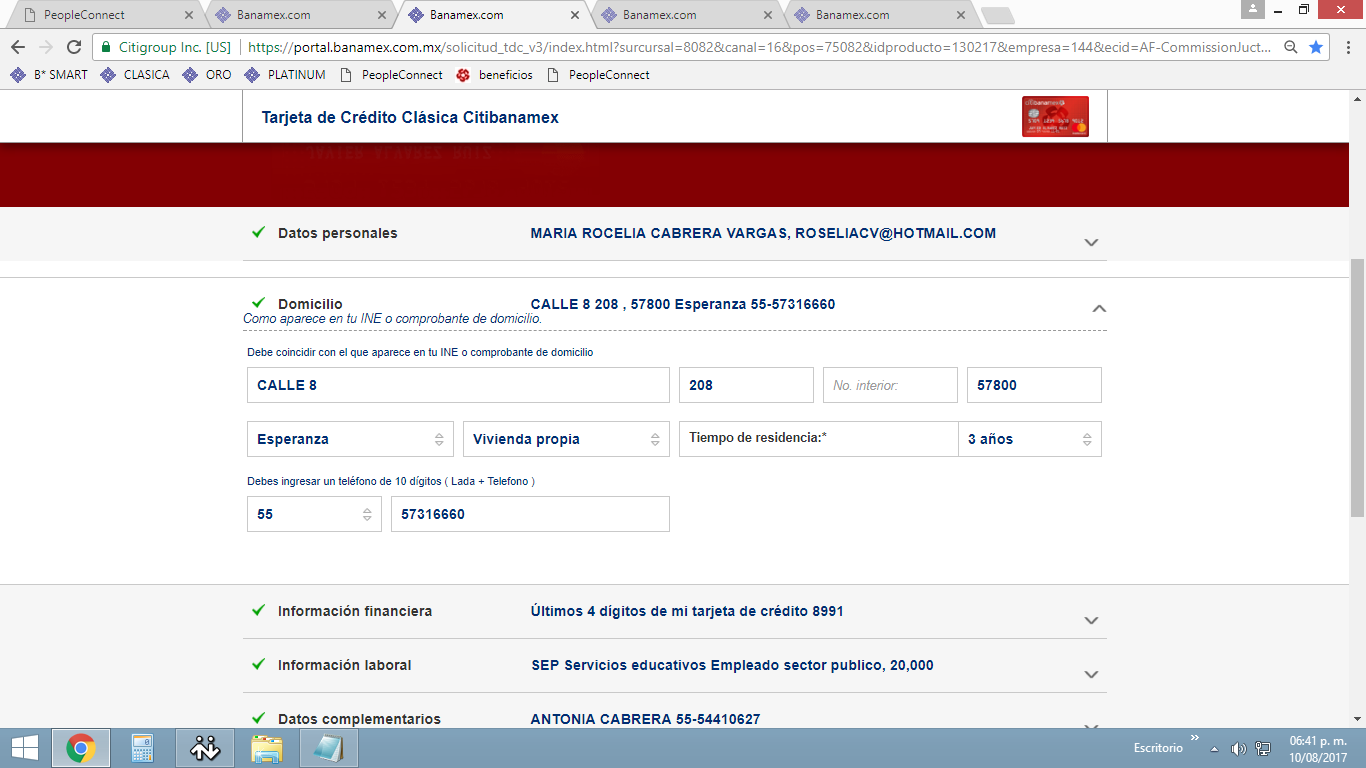 PeopleConnect
Banamex.com
Banamex.com
Banamex.com
Banamex.com
Citigroup Inc. [US]
https://portal.banamex.com.mx/solicitud_tdc_v3/index.html?surcursal=8082&canal=16&pos=75082&idproducto=130217&empresa=144&ecid=AF-CommissionJuct...
B* SMART
CLASICA
ORO
PLATINUM
PeopleConnect
beneficios
PeopleConnect
Tarjeta de Crédito Clásica Citibanamex
Datos personales
MARIA ROCELIA CABRERA VARGAS, ROSELIACV@HOTMAIL.COM
Domicilio
CALLE 8 208 , 57800 Esperanza 55-57316660
Como aparece en tu INE o comprobante de domicilio.
Debe coincidir con el que aparece en tu INE o comprobante de domicilio
CALLE 8
208
No. interior:
57800
Esperanza
Vivienda propia
Tiempo de residencia:*
3 años
Debes ingresar un teléfono de 10 dígitos ( Lada + Telefono )
55
57316660
Información financiera
Últimos 4 dígitos de mi tarjeta de crédito 8991
Información laboral
SEP Servicios educativos Empleado sector publico, 20,000
Datos complementarios
ANTONIA CABRERA 55-54410627
Escritorio
06:41 p. m.
10/08/2017